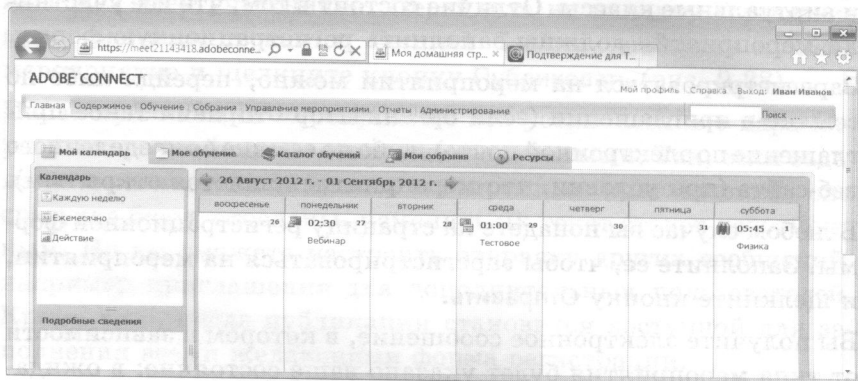 https://meet21143418.adobeconne...
Моя домашняя стр...
Подтверждение для Т...
ADOBE CONNECT
Мой профиль Справка Выход: Иван Иванов
Главная Содержимое Обучение Собрания Управление мероприятиями Отчеты Администрирование
Поиск ...
Мой календарь Мое обучение Каталог обучений Мои собрания Ресурсы
Календарь
Каждую неделю
Ежемесячно
Действие
Подробные сведения
26 Август 2012 г. - 01 Сентябрь 2012 г.
воскресенье понедельник вторник среда четверг пятница суббота
26 02:30 27 28 01:00 29 30 31 05:45
Вебинар Тестовое Физика